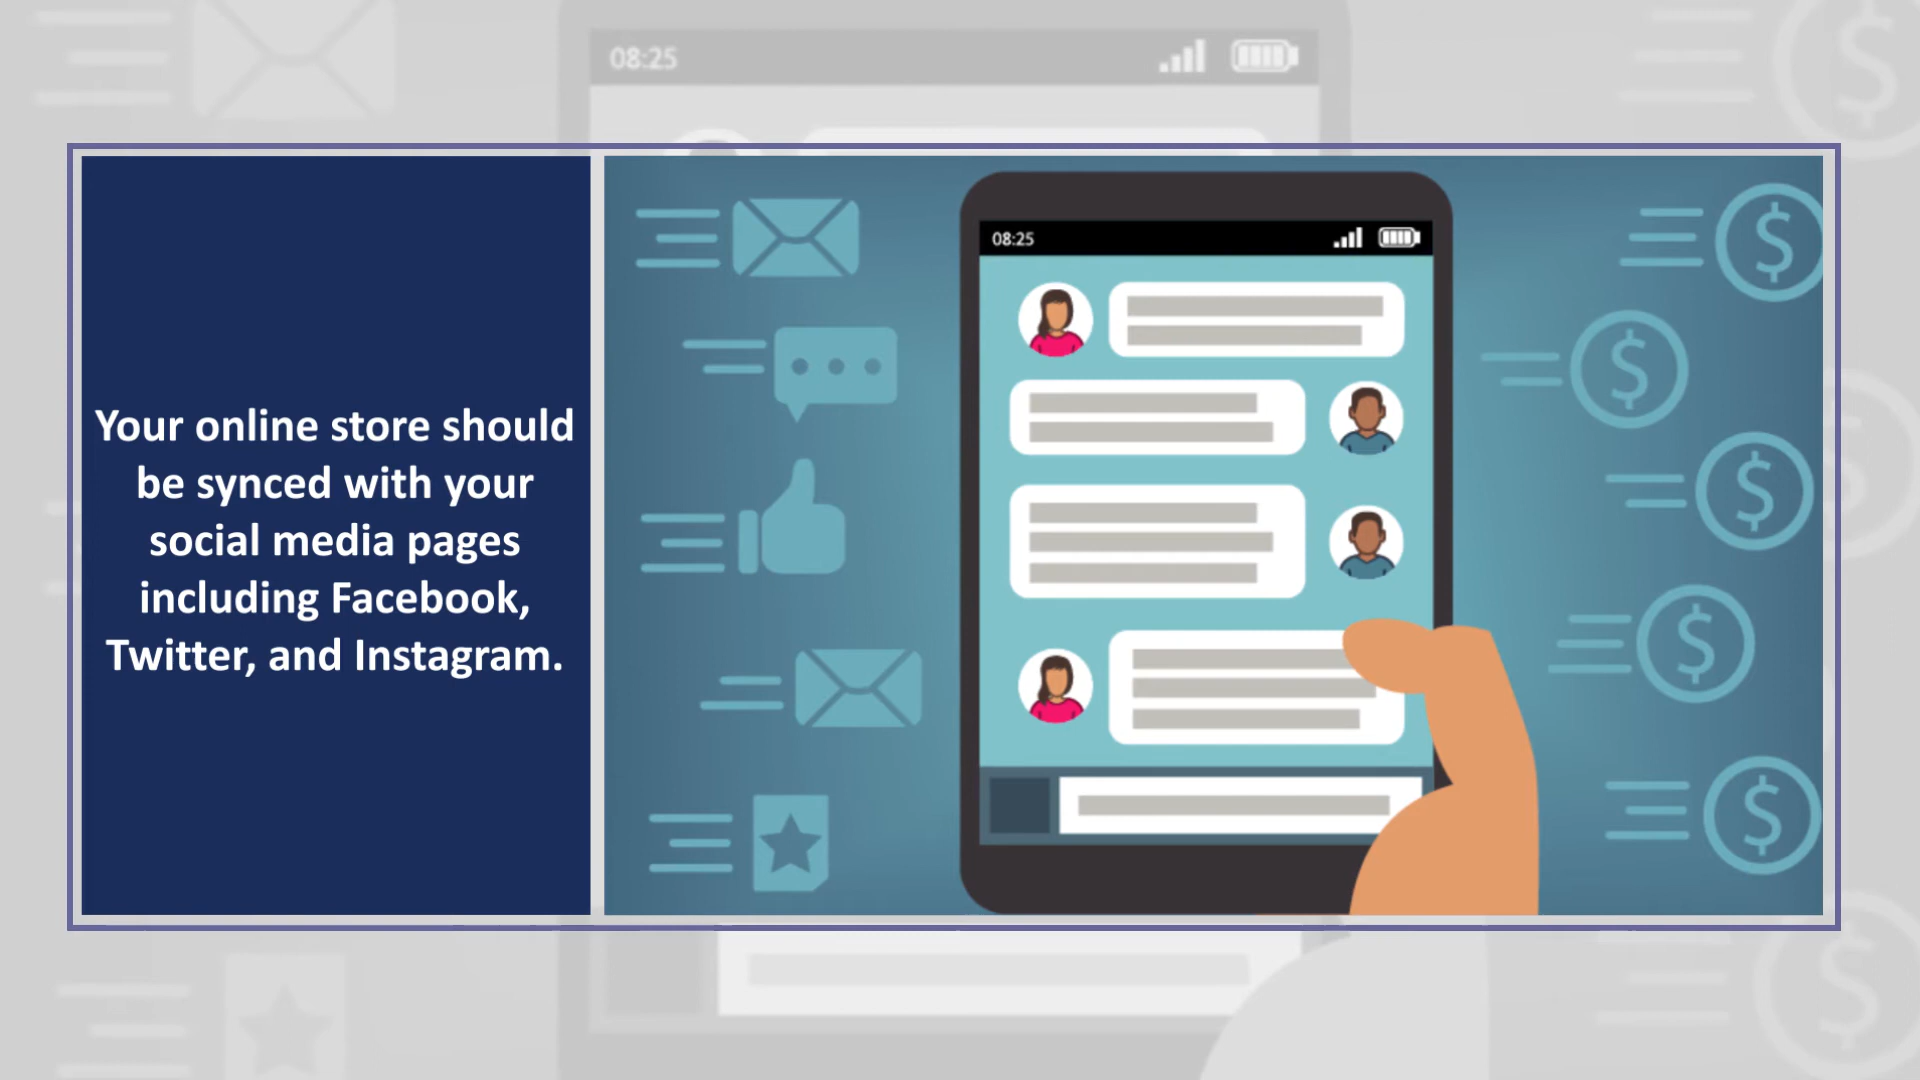 08:25
08:25
Your online store should
be synced with your
social media pages
including Facebook,
Twitter, and Instagram.